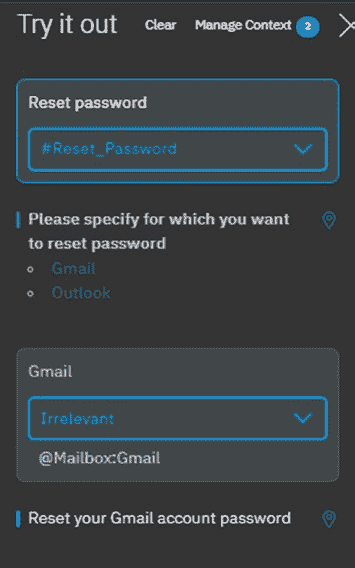 Try it out Clear Manage Context 2
Reset password
#Reset_Password
Please specify for which you want
to reset password
Gmail
Outlook
Gmail
Irrelevant
@Mailbox:Gmail
Reset your Gmail account password